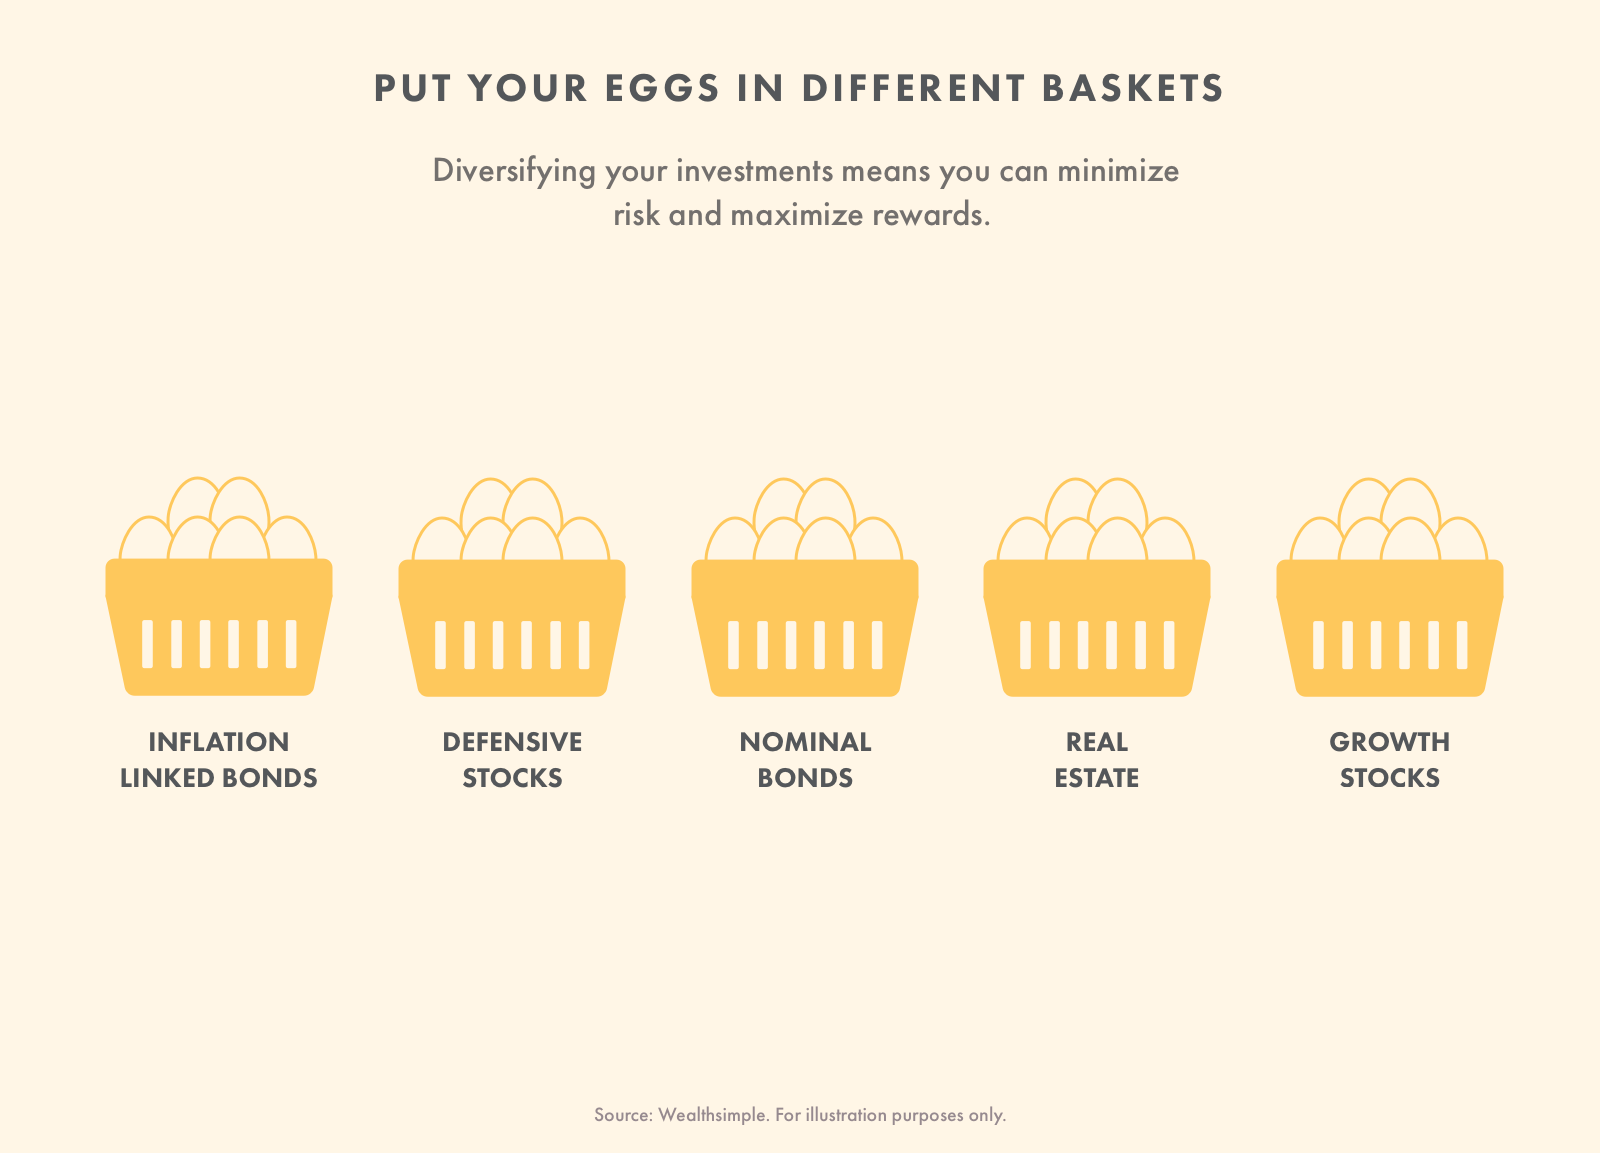 PUT YOUR EGGS IN DIFFERENT BASKETS
Diversifying your investments means you can minimize
risk and maximize rewards.
INFLATION
LINKED BONDS
DEFENSIVE
STOCKS
NOMINAL
BONDS
REAL
ESTATE
GROWTH
STOCKS
Source: Wealthsimple. For illustration purposes only.